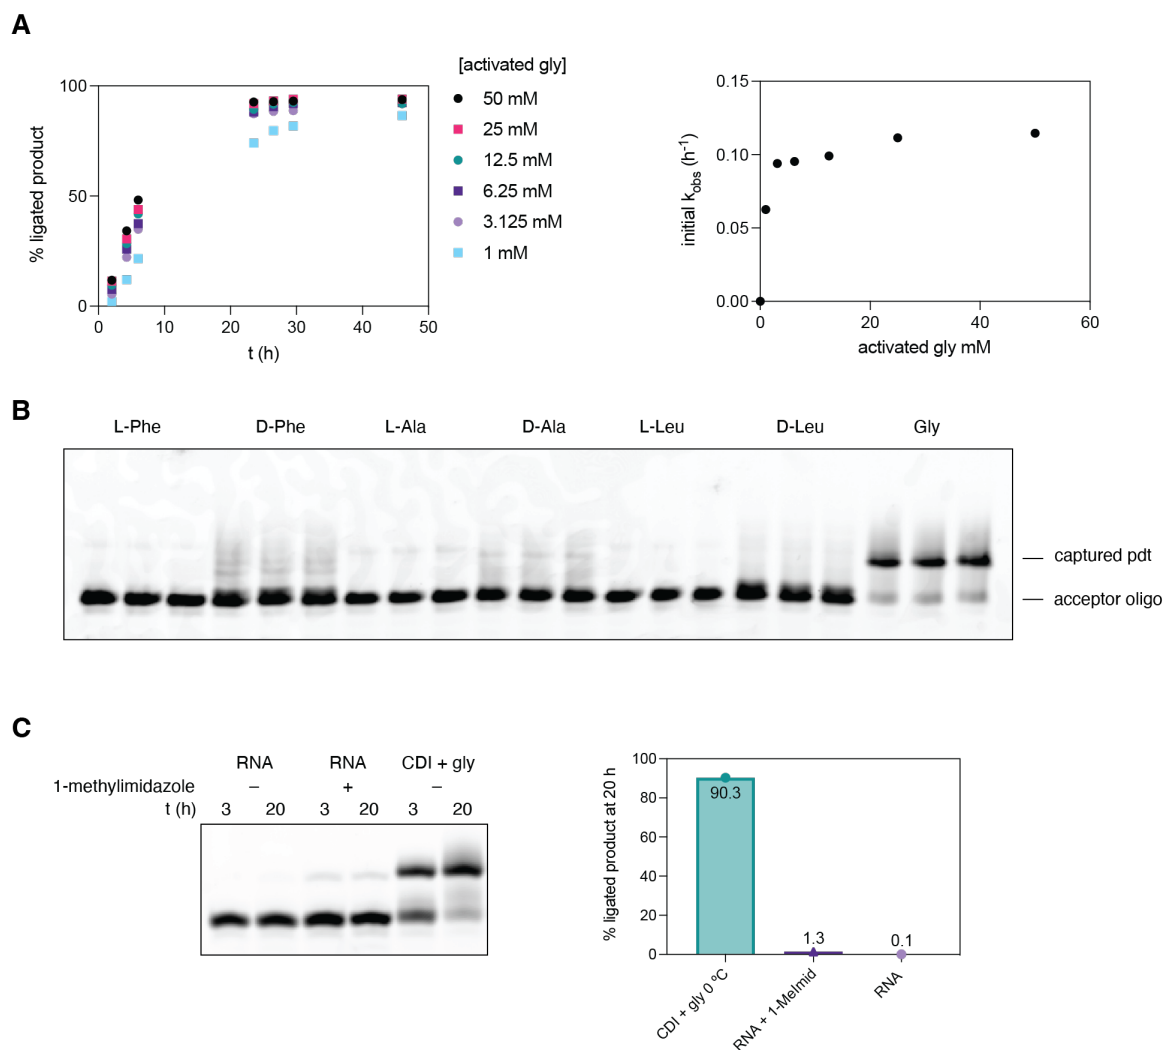 A
[activated gly]
50 mM
25 mM
12.5 mM
6.25 mM
3.125 mM
1 mM
% ligated product
100
50
0
0 10 20 30 40 50
t (h)
initial kobs (h-1)
0.15
0.10
0.05
0.00
0 20 40 60
activated gly mM
B
L-Phe D-Phe L-Ala D-Ala L-Leu D-Leu Gly
captured pdt
acceptor oligo
C
RNA RNA CDI + gly
1-methylimidazole – + –
t (h) 3 20 3 20 3 20
% ligated product at 20 h
100
80
60
40
20
0
90.3
1.3
0.1
CDI + gly 0 ºC
RNA + 1-MeImid
RNA